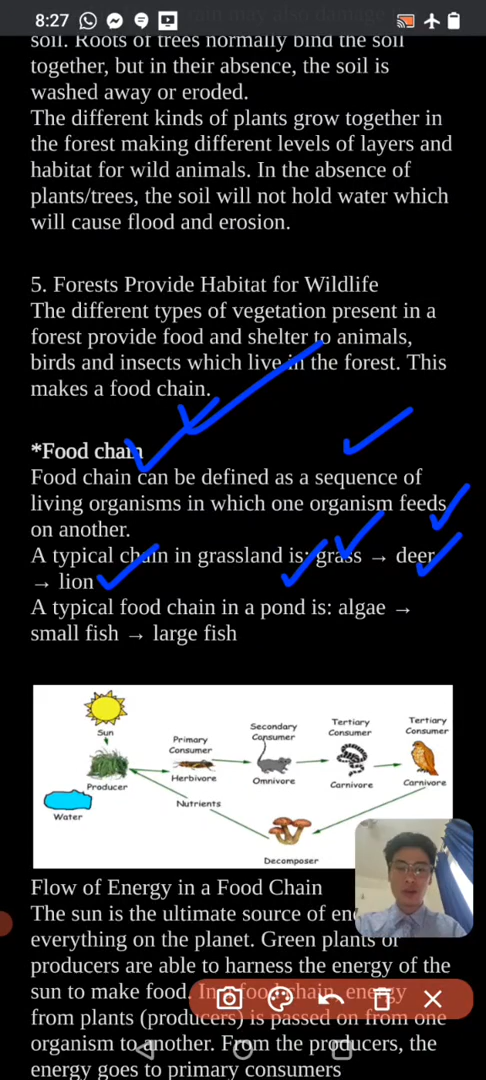 8:27
soil. Roots of trees normally bind the soil
together, but in their absence, the soil is
washed away or eroded.
The different kinds of plants grow together in
the forest making different levels of layers and
habitat for wild animals. In the absence of
plants/trees, the soil will not hold water which
will cause flood and erosion.
5. Forests Provide Habitat for Wildlife
The different types of vegetation present in a
forest provide food and shelter to animals,
birds and insects which live in the forest. This
makes a food chain.
*Food chain
Food chain can be defined as a sequence of
living organisms in which one organism feeds
on another.
A typical chain in grassland is: grass → deer
→ lion
A typical food chain in a pond is: algae →
small fish → large fish
Sun
Producer
Water
Primary
Consumer
Herbivore
Nutrients
Secondary
Consumer
Omnivore
Tertiary
Consumer
Carnivore
Tertiary
Consumer
Carnivore
Decomposer
Flow of Energy in a Food Chain
The sun is the ultimate source of
everything on the planet. Green plants or
producers are able to harness the energy of the
sun to make food. In a food chain, energy
from plants (producers) is passed on from one
organism to another. From the producers, the
energy goes to primary consumers